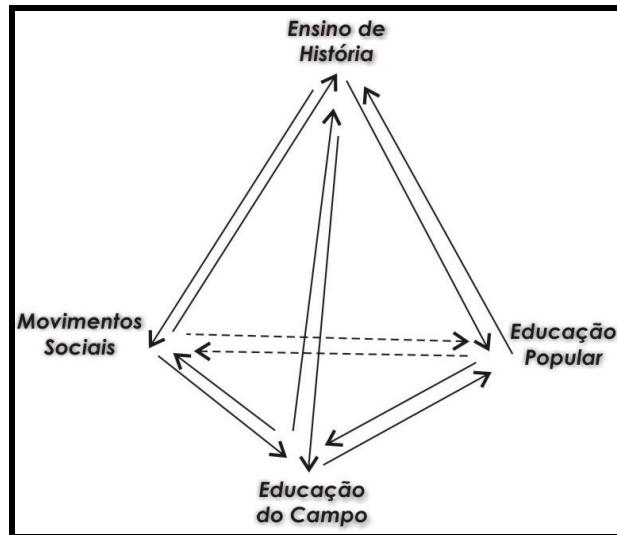 Ensino de
História
Movimentos
Sociais
Educação
Popular
Educação
do Campo